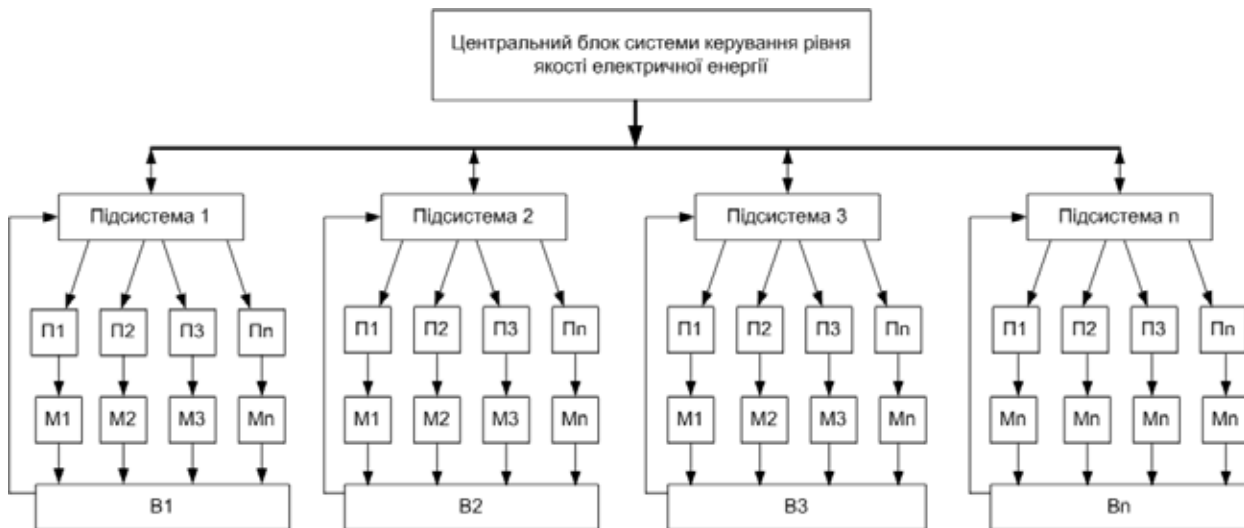 Центральний блок системи керування рівня
якості електричної енергії
Підсистема 1
Підсистема 2
Підсистема 3
Підсистема n
П1
П2
П3
Пn
П1
П2
П3
Пn
П1
П2
П3
Пn
П1
П2
П3
Пn
М1
М2
М3
Мn
М1
М2
М3
Мn
М1
М2
М3
Мn
Мn
Мn
Мn
Мn
В1
В2
В3
Вn